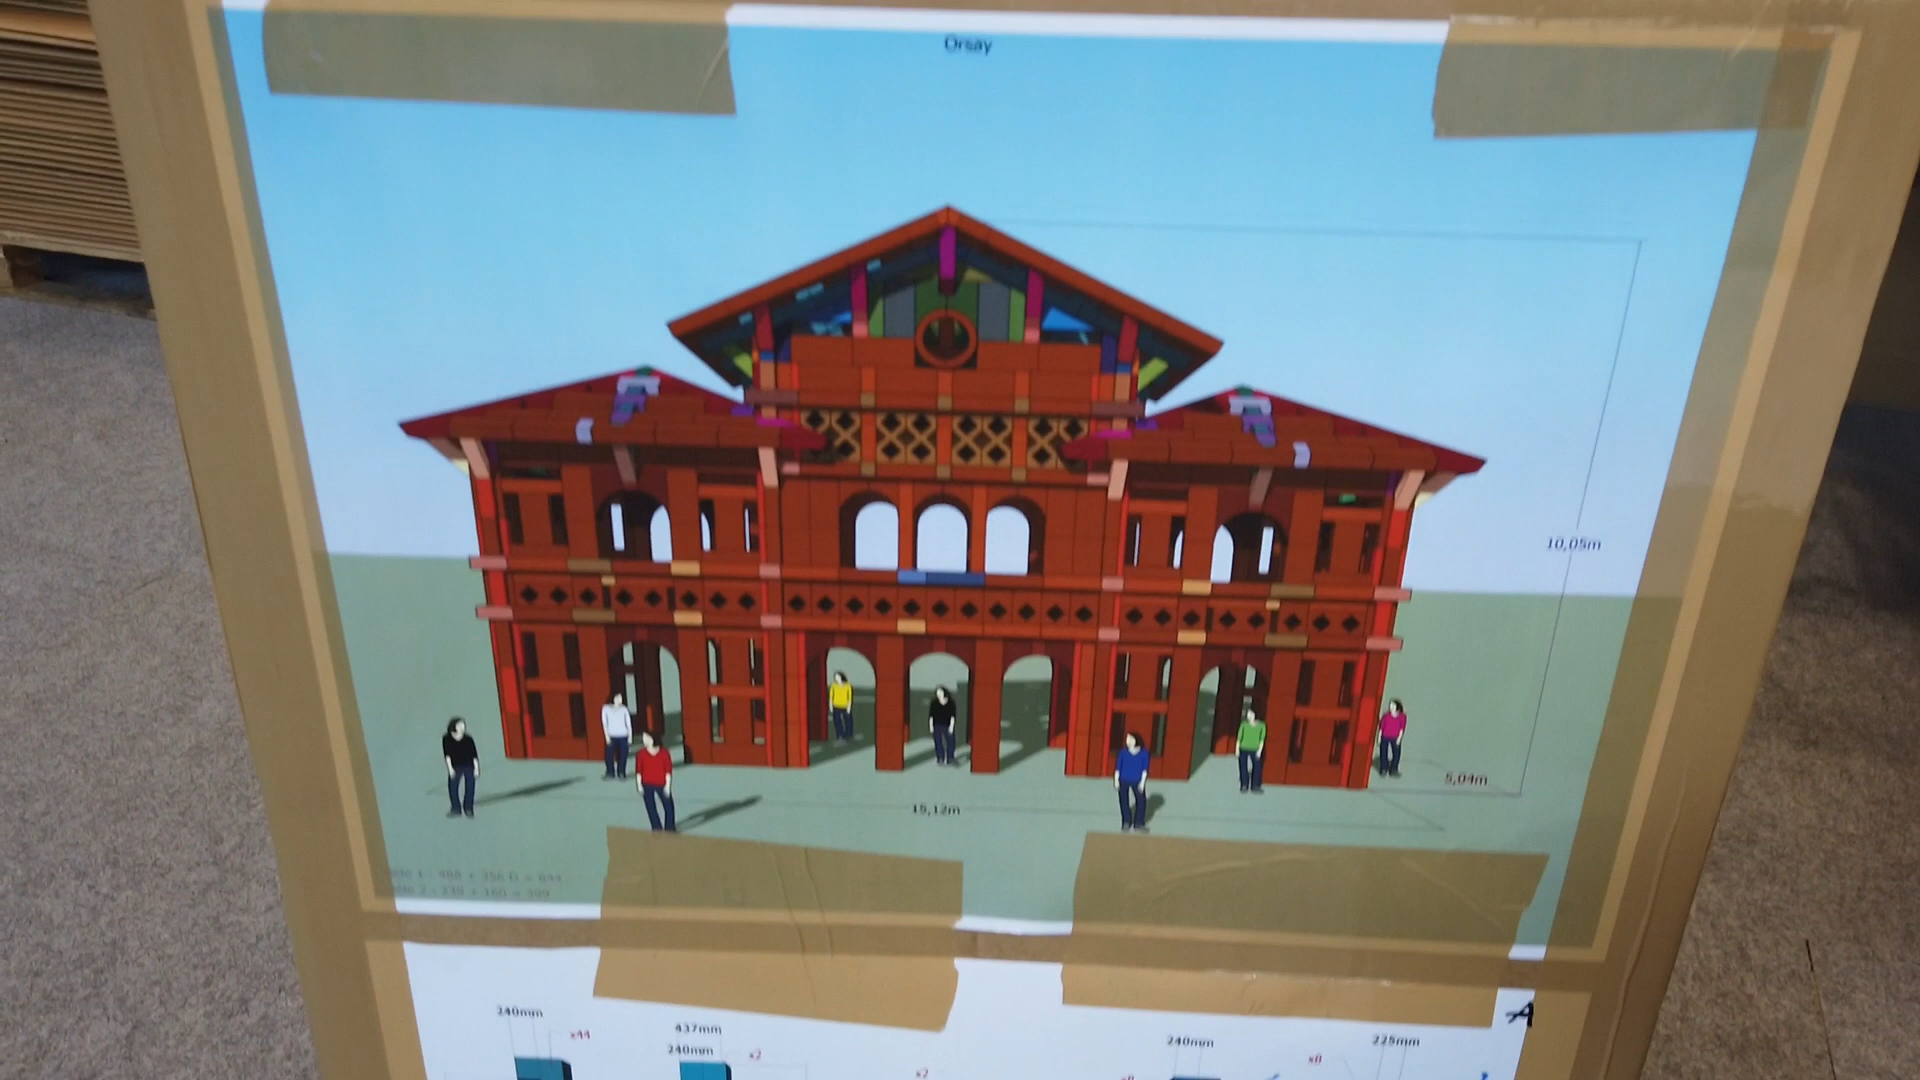 Orsay
10,05m
5,04m
15,12m
240mm
x44
437mm
240mm
x2
x2
240mm
x8
225mm
A